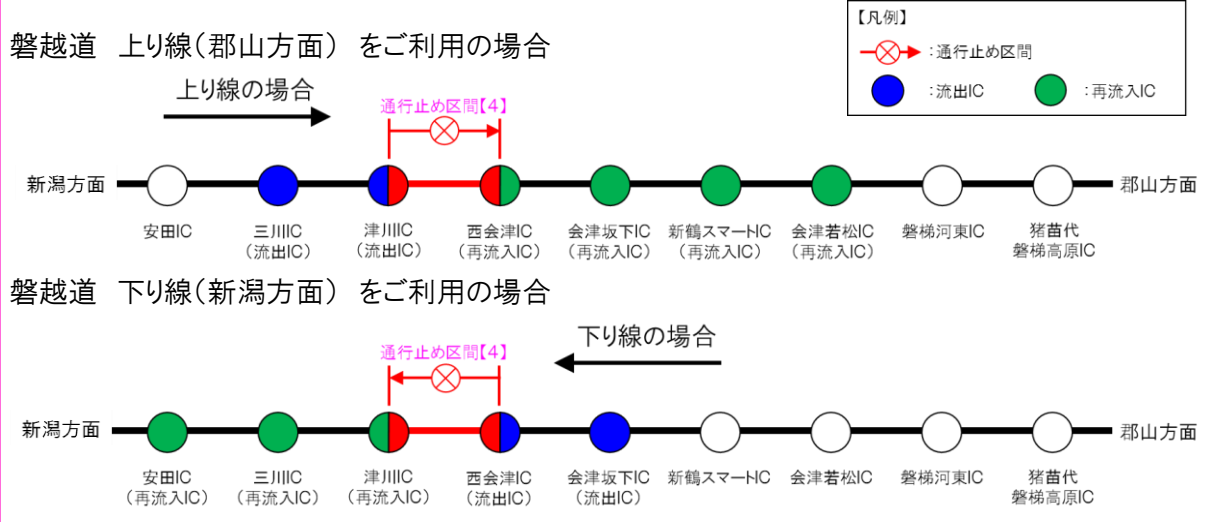 【凡例】
:通行止め区間
:流出IC
:再流入IC
磐越道 上り線(郡山方面) をご利用の場合
上り線の場合
通行止め区間【4】
新潟方面
郡山方面
安田IC
三川IC
(流出IC)
津川IC
(流出IC)
西会津IC
(再流入IC)
会津坂下IC
(再流入IC)
新鶴スマートIC
(再流入IC)
会津若松IC
(再流入IC)
磐梯河東IC
猪苗代
磐梯高原IC
磐越道 下り線(新潟方面) をご利用の場合
下り線の場合
通行止め区間【4】
新潟方面
郡山方面
安田IC
(再流入IC)
三川IC
(再流入IC)
津川IC
(再流入IC)
西会津IC
(流出IC)
会津坂下IC
(流出IC)
新鶴スマートIC
会津若松IC
磐梯河東IC
猪苗代
磐梯高原IC